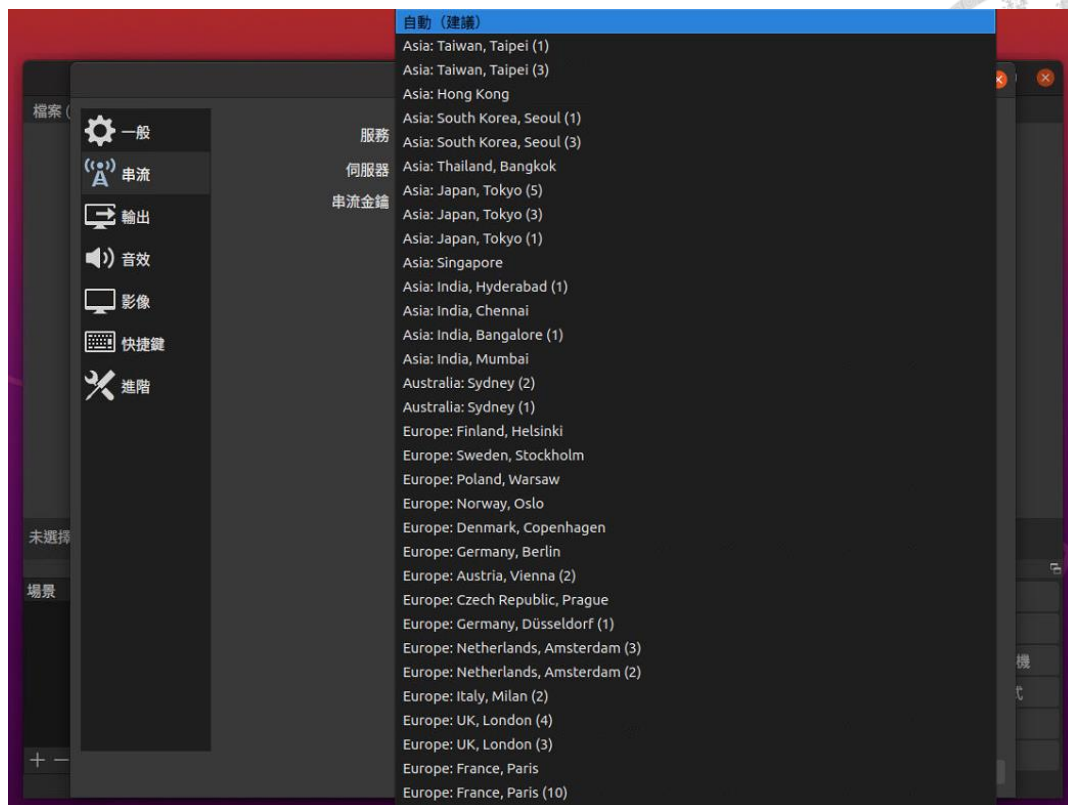 自動（建議）
Asia: Taiwan, Taipei (1)
Asia: Taiwan, Taipei (3)
Asia: Hong Kong
Asia: South Korea, Seoul (1)
Asia: South Korea, Seoul (3)
Asia: Thailand, Bangkok
Asia: Japan, Tokyo (5)
Asia: Japan, Tokyo (3)
Asia: Japan, Tokyo (1)
Asia: Singapore
Asia: India, Hyderabad (1)
Asia: India, Chennai
Asia: India, Bangalore (1)
Asia: India, Mumbai
Australia: Sydney (2)
Australia: Sydney (1)
Europe: Finland, Helsinki
Europe: Sweden, Stockholm
Europe: Poland, Warsaw
Europe: Norway, Oslo
Europe: Denmark, Copenhagen
Europe: Germany, Berlin
Europe: Austria, Vienna (2)
Europe: Czech Republic, Prague
Europe: Germany, Düsseldorf (1)
Europe: Netherlands, Amsterdam (3)
Europe: Netherlands, Amsterdam (2)
Europe: Italy, Milan (2)
Europe: UK, London (4)
Europe: UK, London (3)
Europe: France, Paris
Europe: France, Paris (10)
檔案 (
一般
串流
輸出
音效
影像
快捷鍵
進階
服務
伺服器
串流金鑰
未選擇
場景
機
式